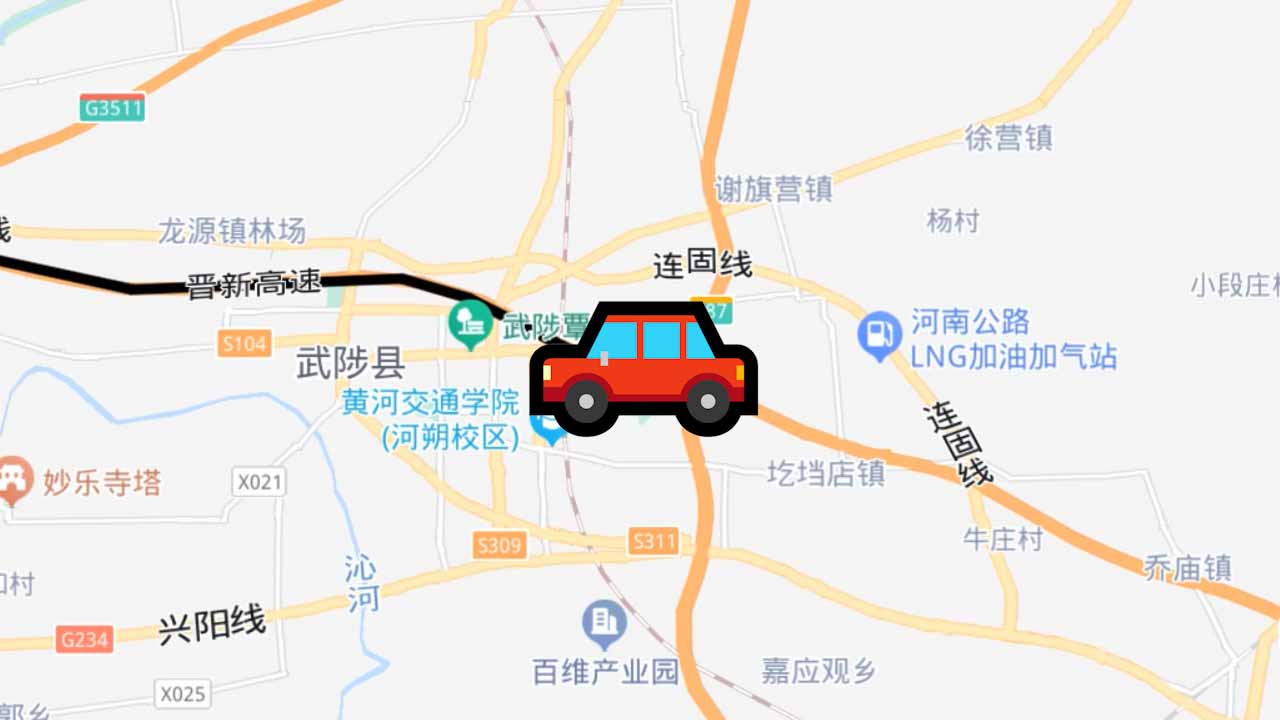 G3511
徐营镇
谢旗营镇
杨村
线
龙源镇林场
连固线
晋新高速
小段庄村
87
武陟覃
河南公路
LNG加油加气站
S104
武陟县
黄河交通学院
(河朔校区)
连固线
妙乐寺塔
X021
圪垱店镇
S309
S311
牛庄村
乔庙镇
沁河
和村
兴阳线
G234
百维产业园
嘉应观乡
X025
郭乡